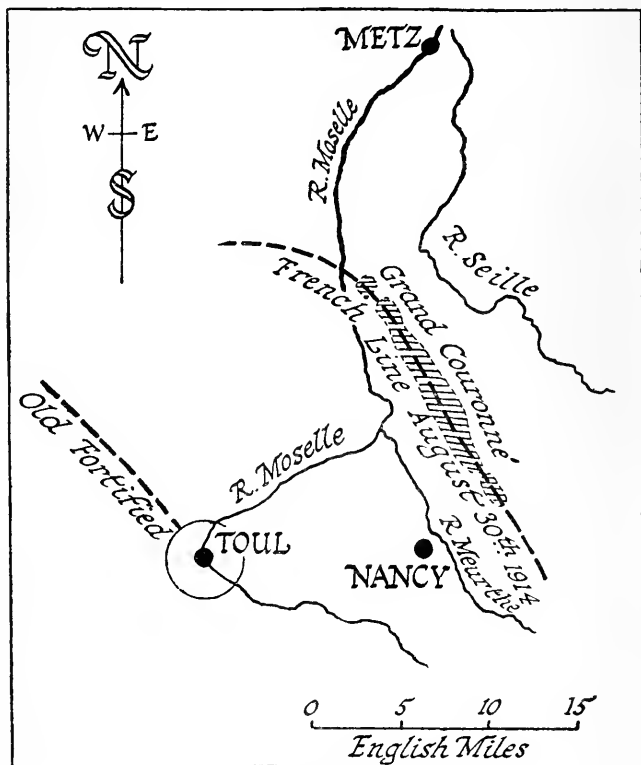 N
METZ
W E
S
R. Moselle
R. Seille
Grand Couronné
French Line August 30th 1914
Old Fortified
R. Moselle
TOUL
NANCY
R Meurthe
0 5 10 15
English Miles